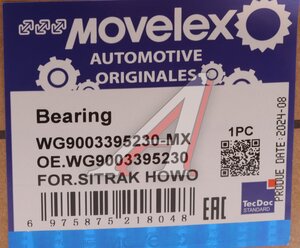 MOVELEX
AUTOMOTIVE
ORIGINALES
Bearing
WG9003395230-MX
OE.WG9003395230
FOR.SITRAK HOWO
1PC
6 975875 218048
EAC
TecDoc
STANDARD
PRODUE DATE:2024-08